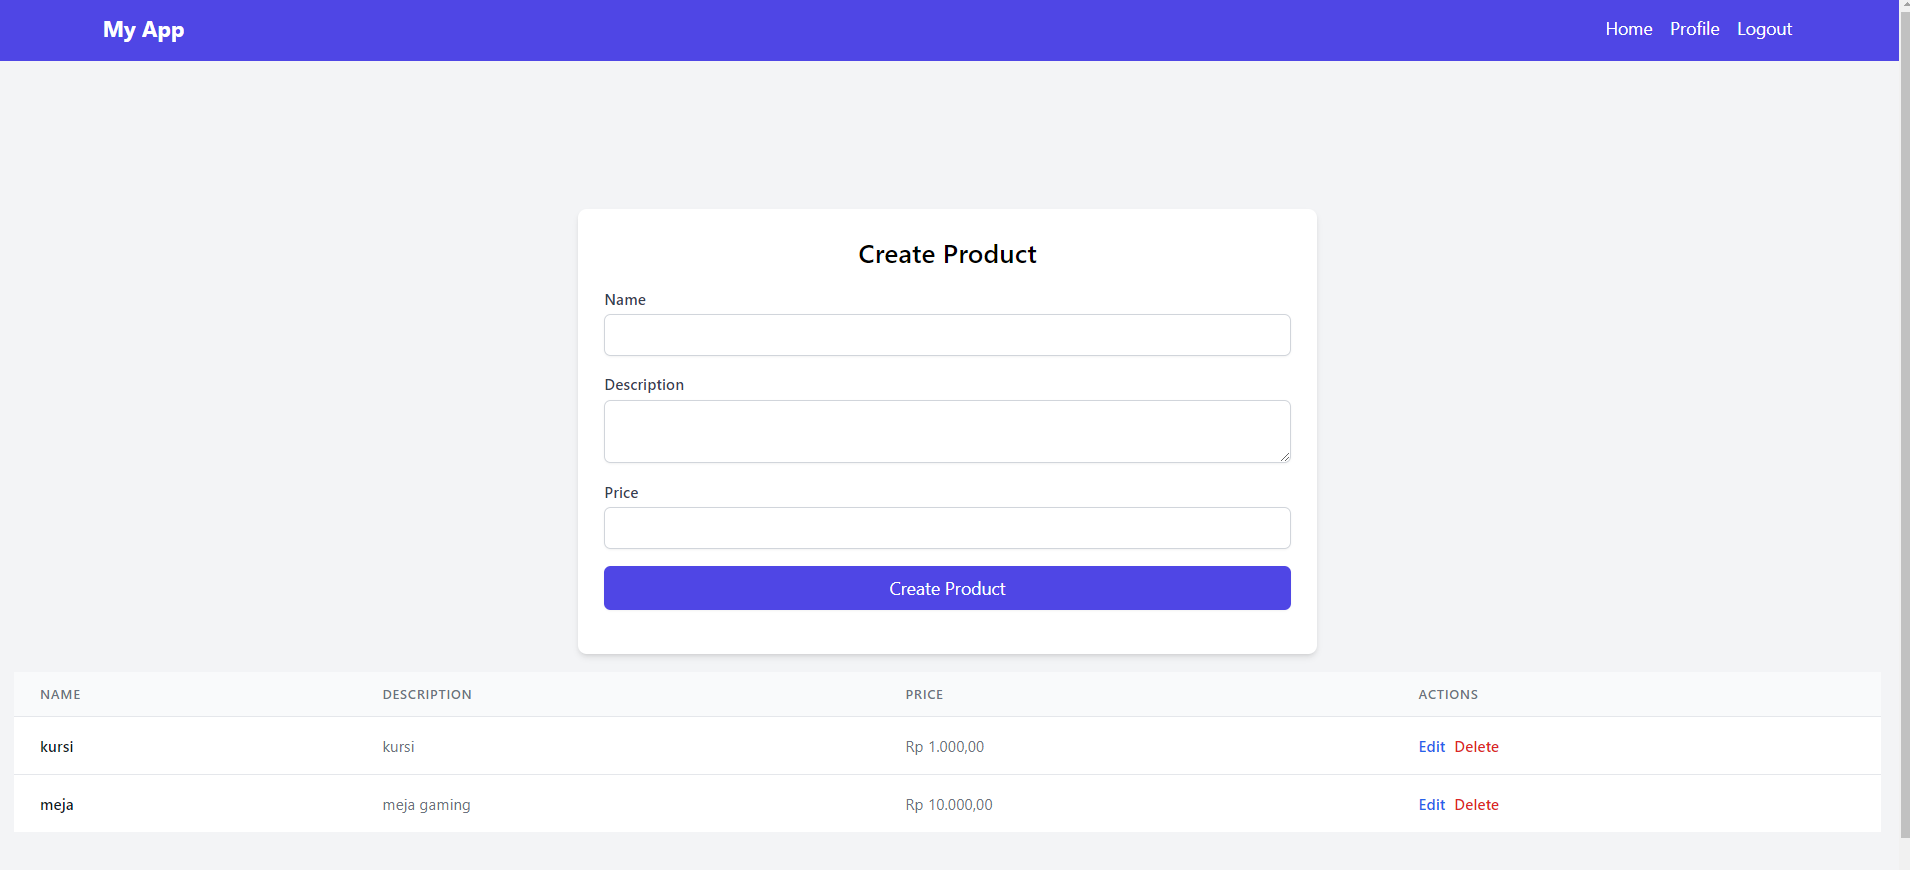 My App
Home Profile Logout
Create Product
Name
Description
Price
Create Product
NAME DESCRIPTION PRICE ACTIONS
kursi kursi Rp 1.000,00 Edit Delete
meja meja gaming Rp 10.000,00 Edit Delete